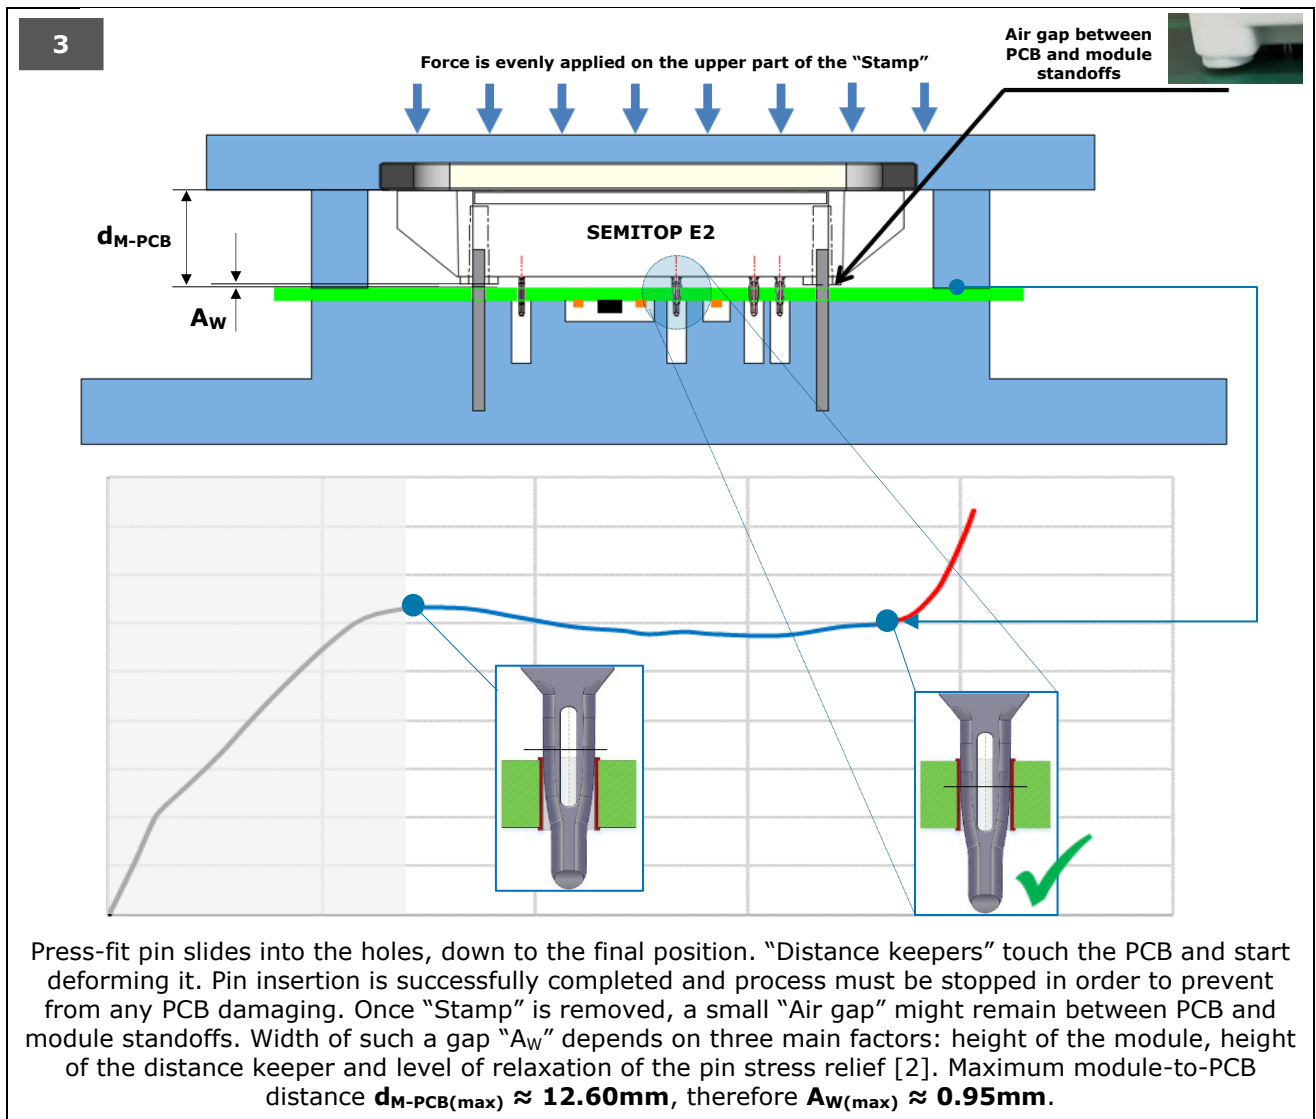 3
Air gap between
PCB and module
standoffs
Force is evenly applied on the upper part of the “Stamp”
dM-PCB
SEMITOP E2
AW
Press-fit pin slides into the holes, down to the final position. “Distance keepers” touch the PCB and start
deforming it. Pin insertion is successfully completed and process must be stopped in order to prevent
from any PCB damaging. Once “Stamp” is removed, a small “Air gap” might remain between PCB and
module standoffs. Width of such a gap “AW” depends on three main factors: height of the module, height
of the distance keeper and level of relaxation of the pin stress relief [2]. Maximum module-to-PCB
distance dM-PCB(max) ≈ 12.60mm, therefore AW(max) ≈ 0.95mm.